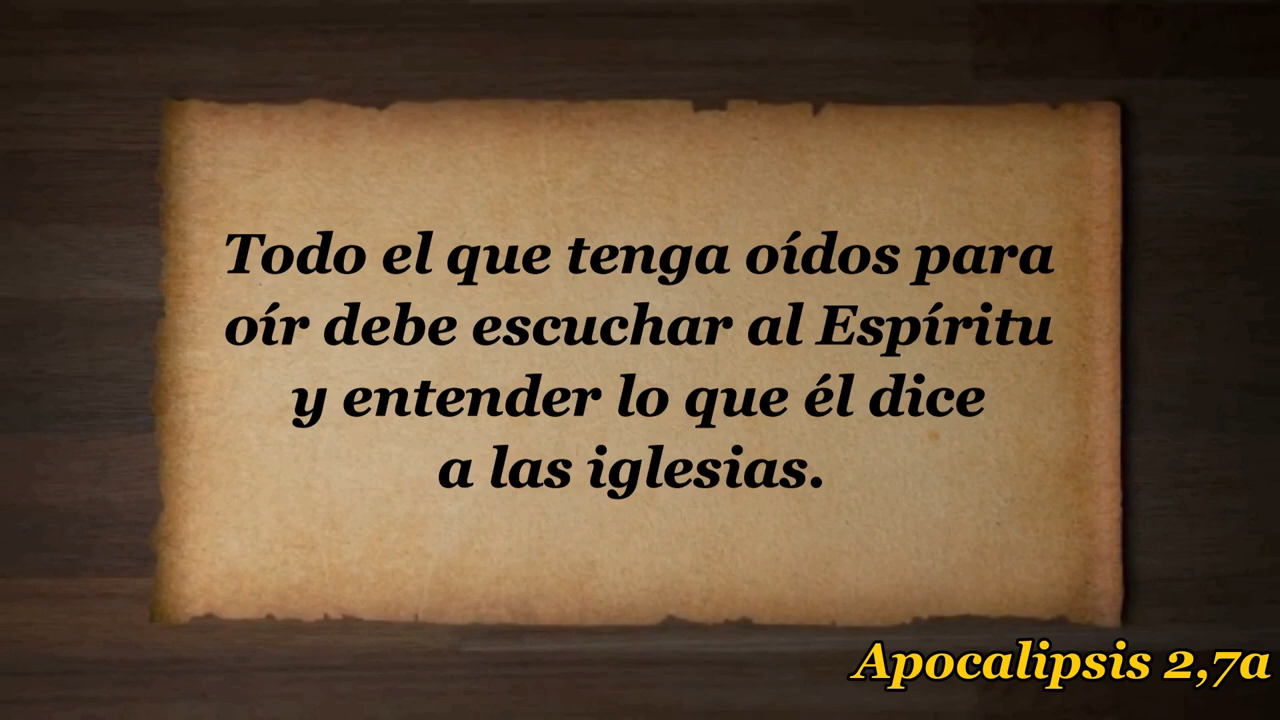 Todo el que tenga oídos para
oír debe escuchar al Espíritu
y entender lo que él dice
a las iglesias.
Apocalipsis 2,7a